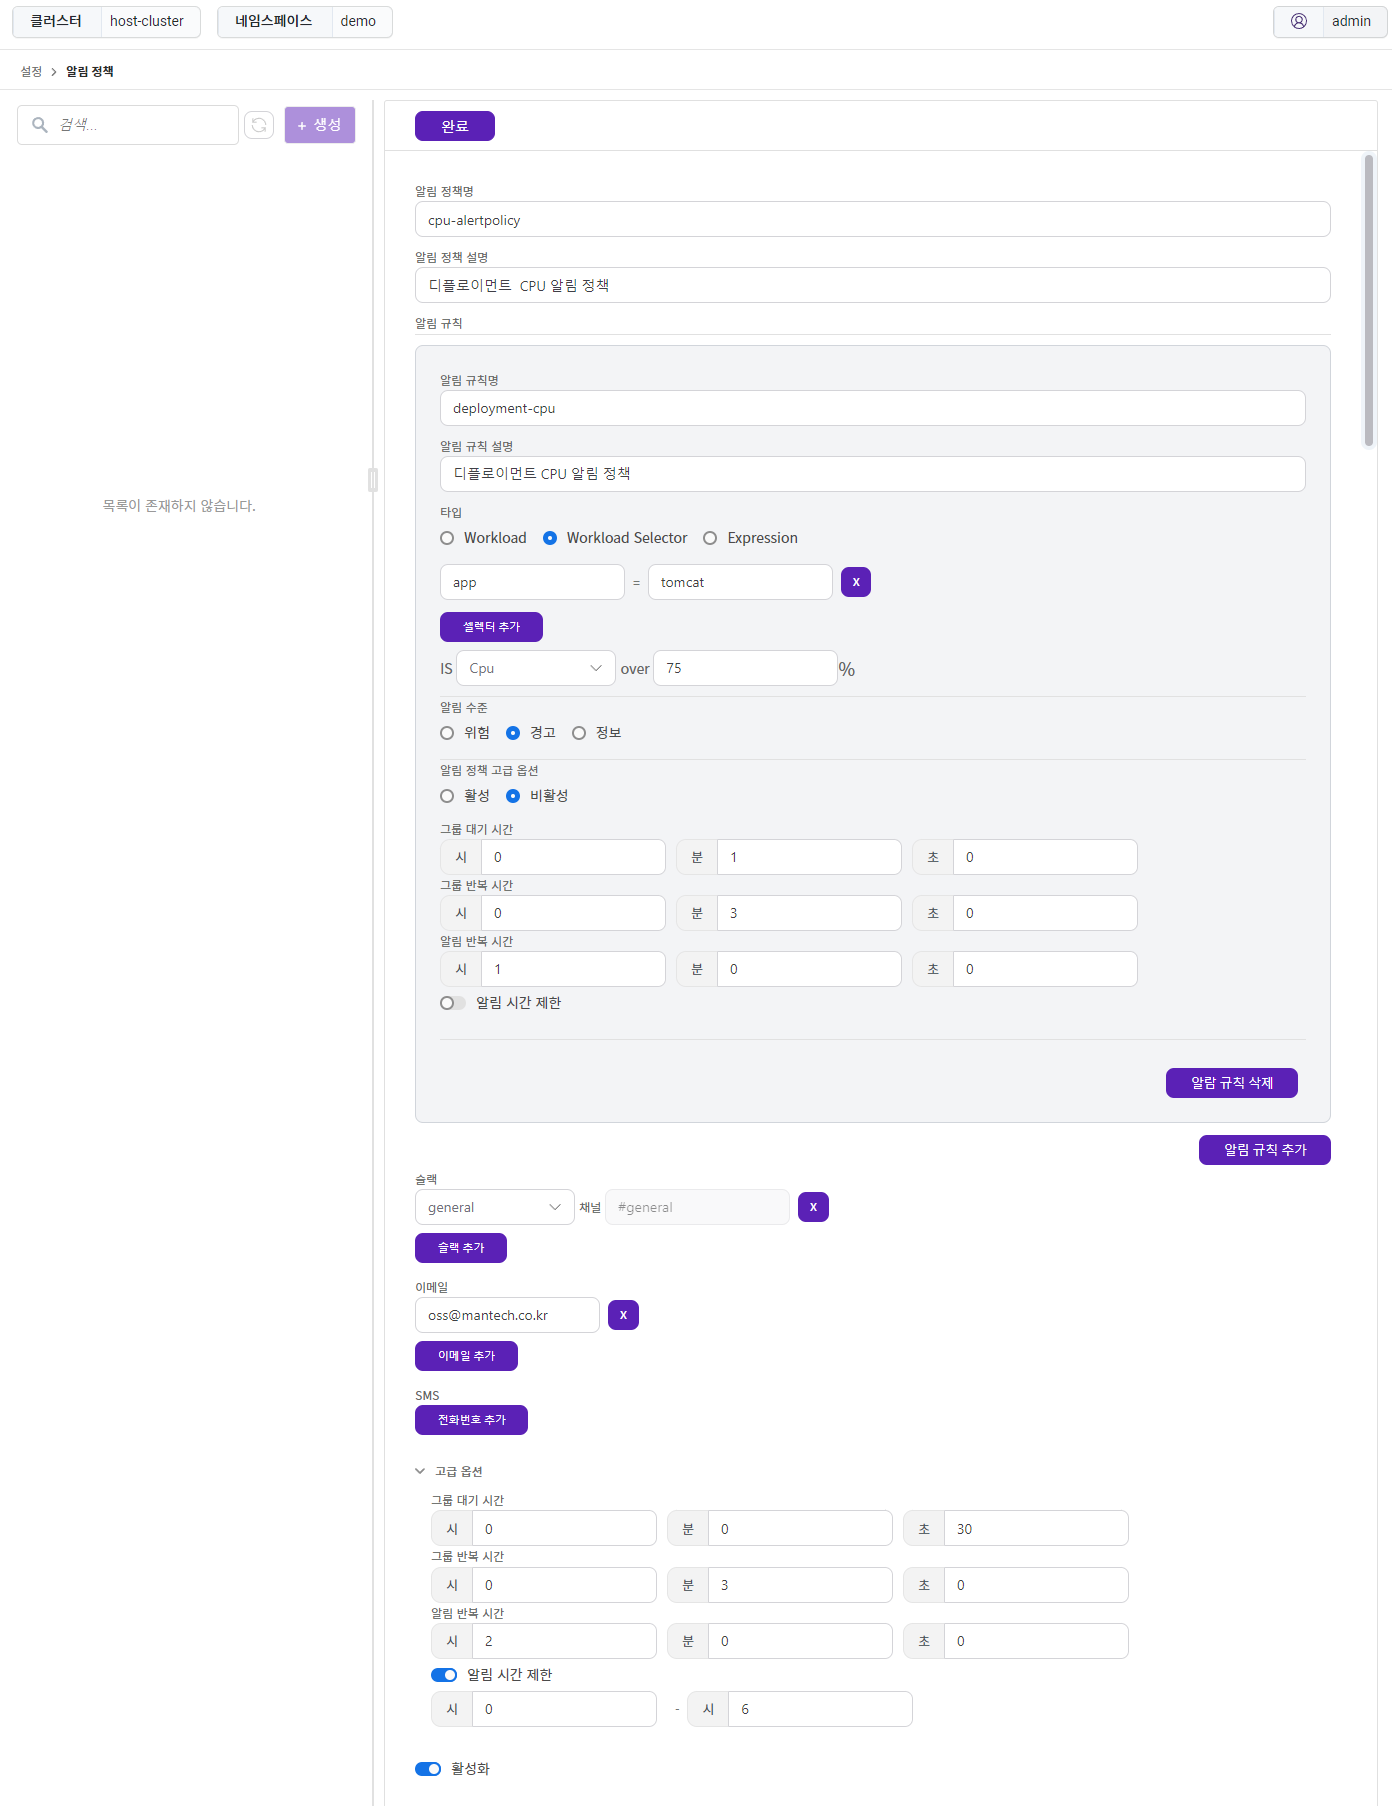 클러스터 host-cluster 네임스페이스 demo admin
설정 > 알림 정책
검색... + 생성
완료
알림 정책명
cpu-alertpolicy
알림 정책 설명
디플로이먼트  CPU 알림 정책
알림 규칙
알림 규칙명
deployment-cpu
알림 규칙 설명
디플로이먼트 CPU 알림 정책
목록이 존재하지 않습니다.
타입
Workload Workload Selector Expression
app = tomcat X
셀렉터 추가
IS Cpu over 75 %
알림 수준
위험 경고 정보
알림 정책 고급 옵션
활성 비활성
그룹 대기 시간
시 0 분 1 초 0
그룹 반복 시간
시 0 분 3 초 0
알림 반복 시간
시 1 분 0 초 0
알림 시간 제한
알람 규칙 삭제
알림 규칙 추가
슬랙
general 채널 #general X
슬랙 추가
이메일
oss@mantech.co.kr X
이메일 추가
SMS
전화번호 추가
고급 옵션
그룹 대기 시간
시 0 분 0 초 30
그룹 반복 시간
시 0 분 3 초 0
알림 반복 시간
시 2 분 0 초 0
알림 시간 제한
시 0 - 시 6
활성화